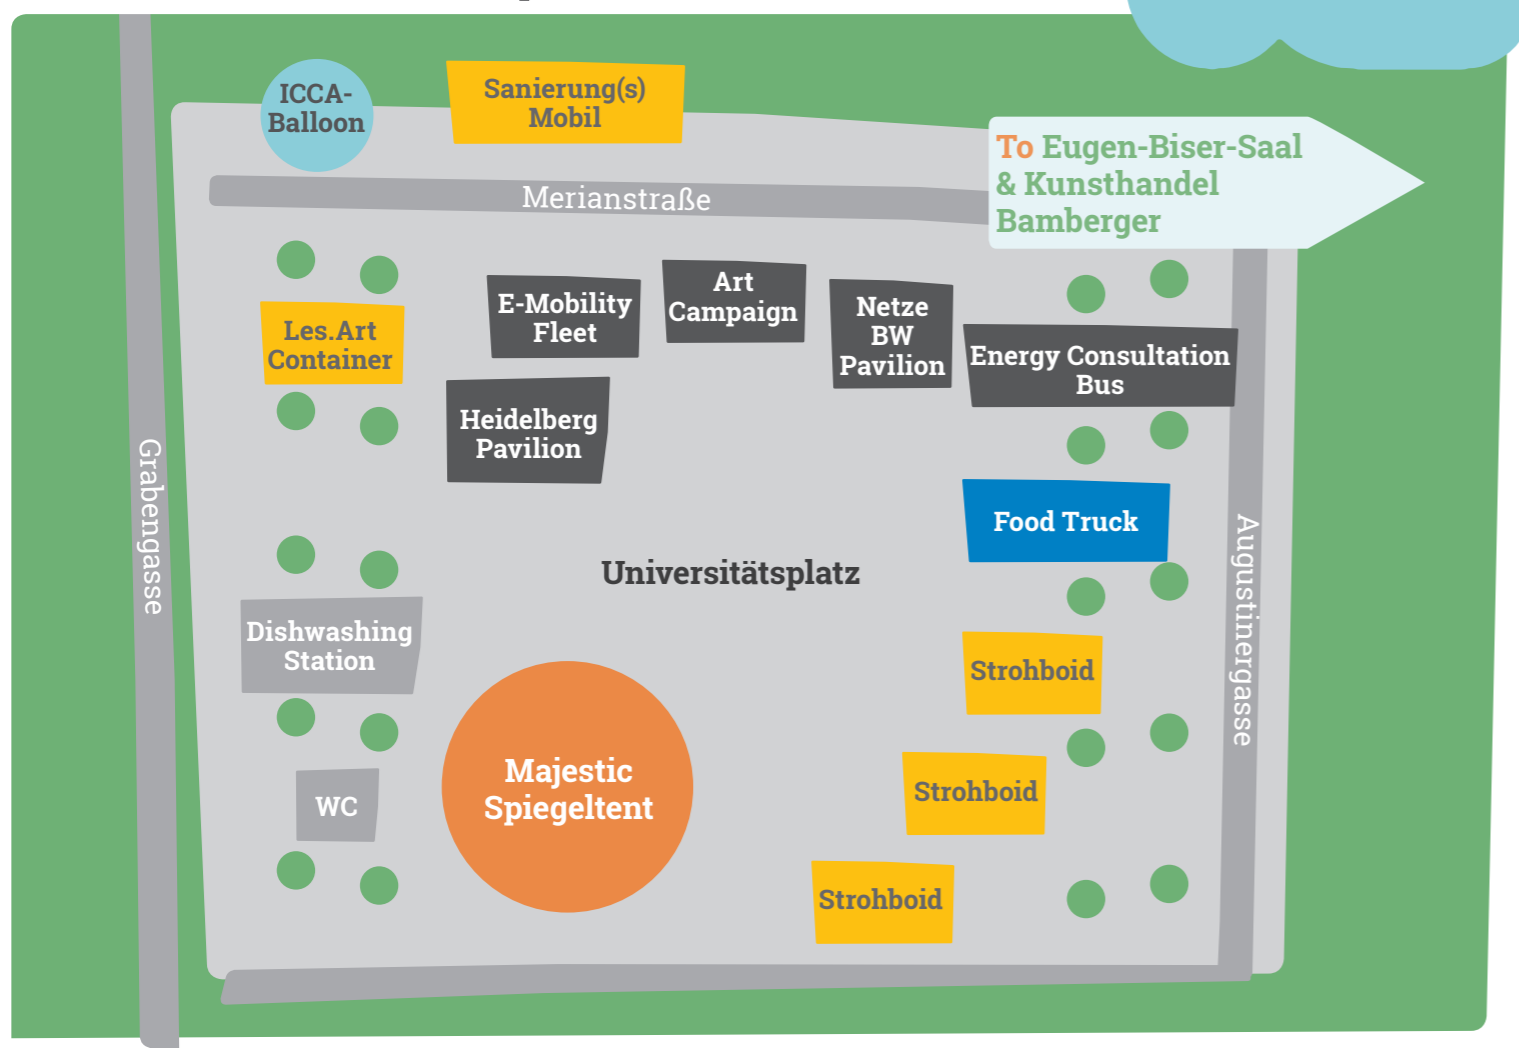 ICCA-
Balloon
Sanierung(s)
Mobil
To Eugen-Biser-Saal
& Kunsthandel
Bamberger
Merianstraße
Les.Art
Container
E-Mobility
Fleet
Art
Campaign
Netze
BW
Pavilion
Energy Consultation
Bus
Heidelberg
Pavilion
Grabengasse
Food Truck
Universitätsplatz
Augustinergasse
Dishwashing
Station
Strohboid
Majestic
Spiegeltent
WC
Strohboid
Strohboid